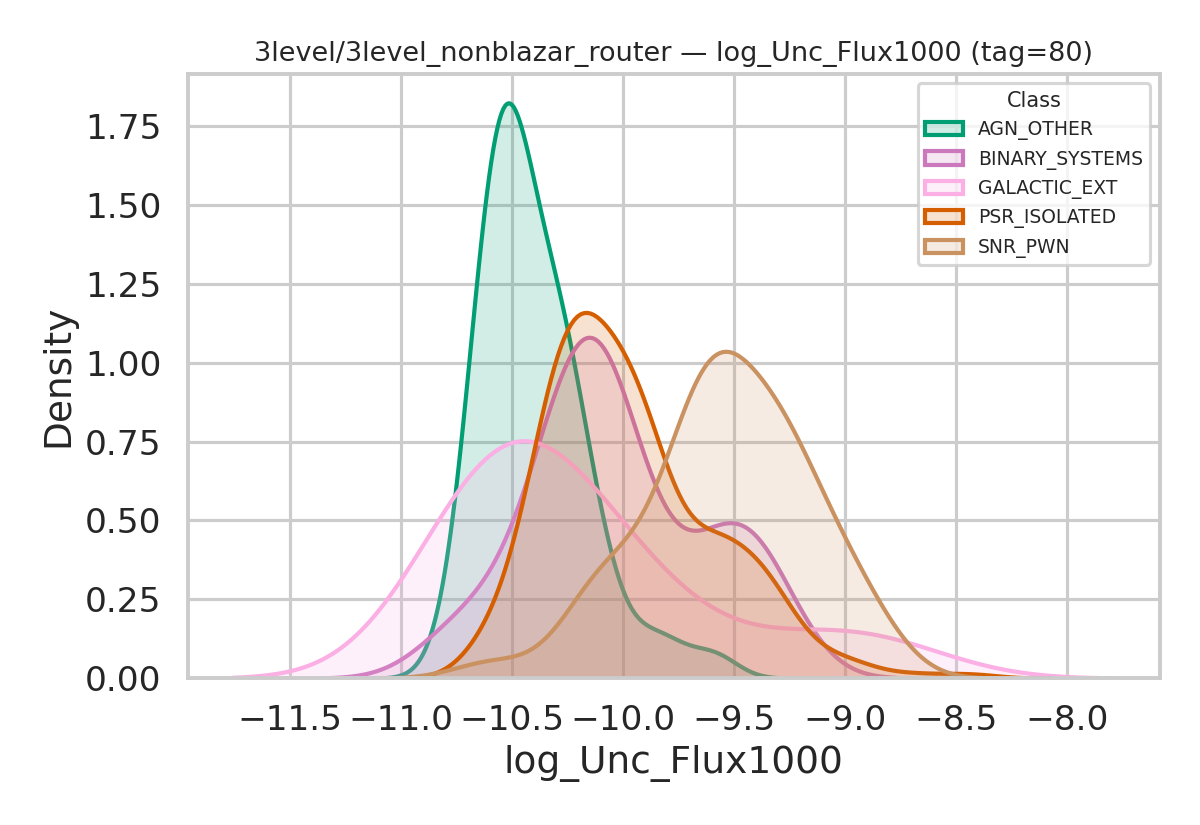 3level/3level_nonblazar_router — log_Unc_Flux1000 (tag=80)
Class
AGN_OTHER
BINARY_SYSTEMS
GALACTIC_EXT
PSR_ISOLATED
SNR_PWN
Density
1.75
1.50
1.25
1.00
0.75
0.50
0.25
0.00
−11.5 −11.0 −10.5 −10.0 −9.5 −9.0 −8.5 −8.0
log_Unc_Flux1000